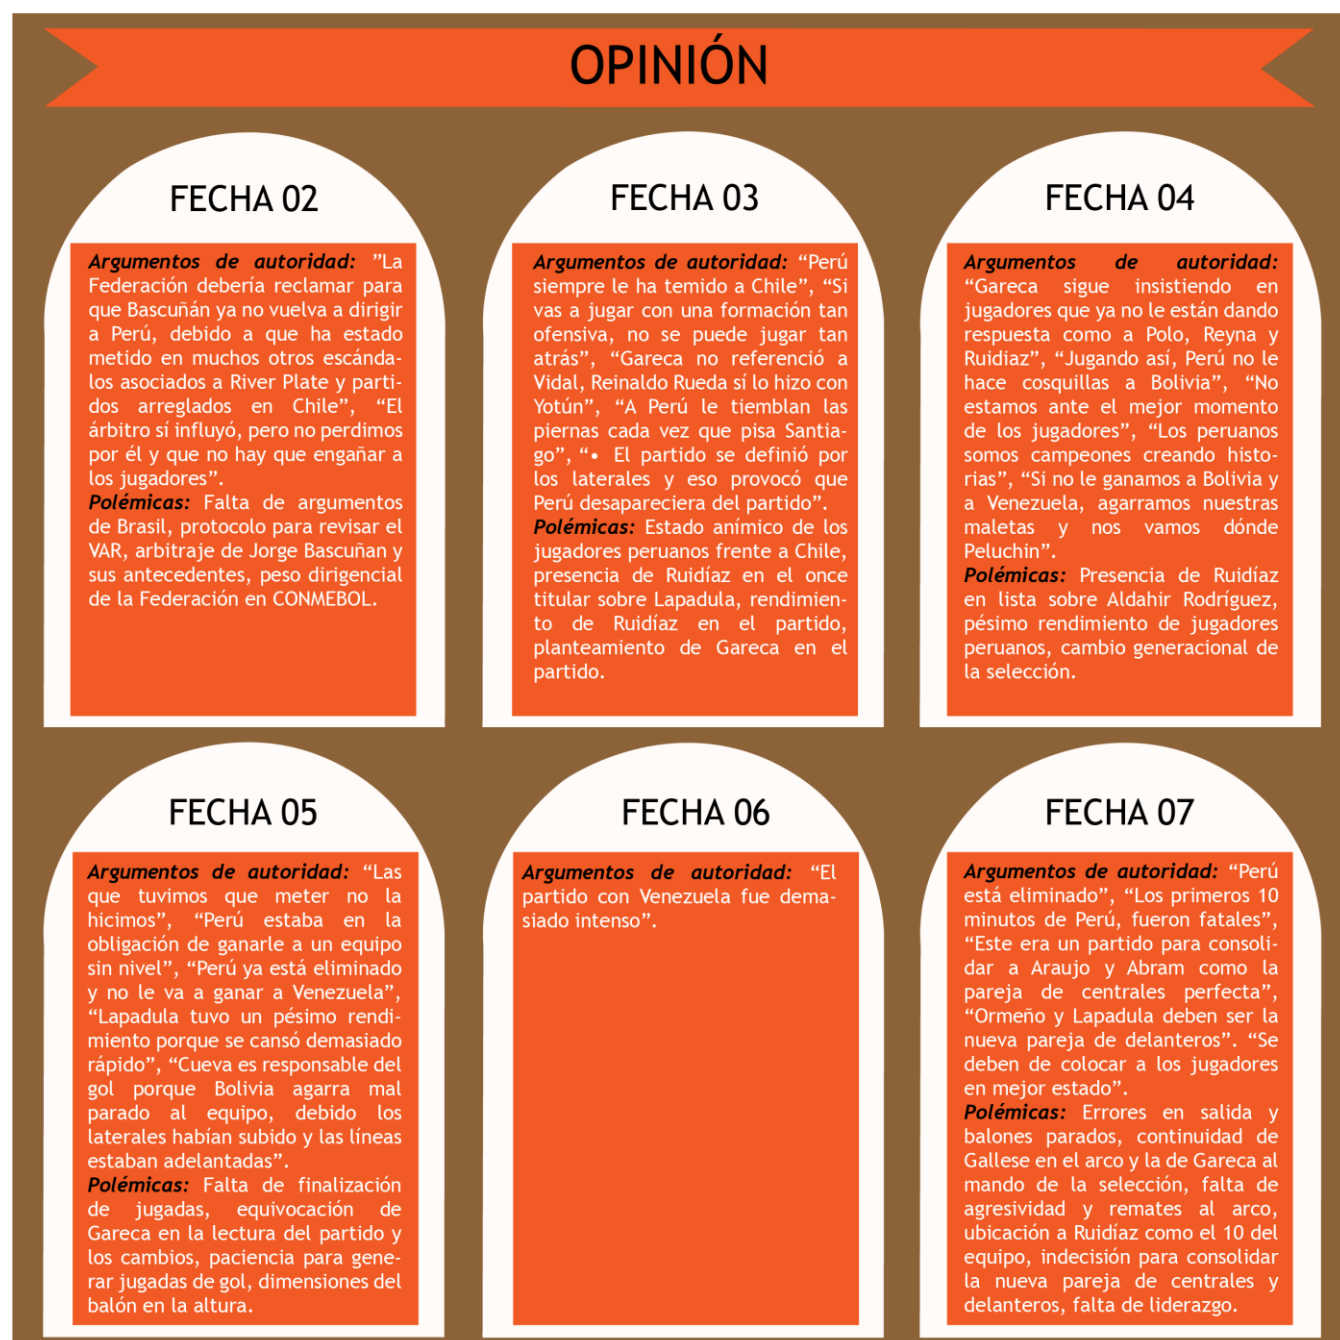 OPINIÓN
FECHA 02
Argumentos de autoridad: ”La
Federación debería reclamar para
que Bascuñán ya no vuelva a dirigir
a Perú, debido a que ha estado
metido en muchos otros escánda-
los asociados a River Plate y parti-
dos arreglados en Chile”, “El
árbitro sí influyó, pero no perdimos
por él y que no hay que engañar a
los jugadores”.
Polémicas: Falta de argumentos
de Brasil, protocolo para revisar el
VAR, arbitraje de Jorge Bascuñan y
sus antecedentes, peso dirigencial
de la Federación en CONMEBOL.
FECHA 03
Argumentos de autoridad: “Perú
siempre le ha temido a Chile”, “Si
vas a jugar con una formación tan
ofensiva, no se puede jugar tan
atrás”, “Gareca no referenció a
Vidal, Reinaldo Rueda sí lo hizo con
Yotún”, “A Perú le tiemblan las
piernas cada vez que pisa Santia-
go”, “• El partido se definió por
los laterales y eso provocó que
Perú desapareciera del partido”.
Polémicas: Estado anímico de los
jugadores peruanos frente a Chile,
presencia de Ruidíaz en el once
titular sobre Lapadula, rendimien-
to de Ruidíaz en el partido,
planteamiento de Gareca en el
partido.
FECHA 04
Argumentos de autoridad:
“Gareca sigue insistiendo en
jugadores que ya no le están dando
respuesta como a Polo, Reyna y
Ruidiaz”, “Jugando así, Perú no le
hace cosquillas a Bolivia”, “No
estamos ante el mejor momento
de los jugadores”, “Los peruanos
somos campeones creando histo-
rias”, “Si no le ganamos a Bolivia y
a Venezuela, agarramos nuestras
maletas y nos vamos dónde
Peluchin”.
Polémicas: Presencia de Ruidíaz
en lista sobre Aldahir Rodríguez,
pésimo rendimiento de jugadores
peruanos, cambio generacional de
la selección.
FECHA 05
Argumentos de autoridad: “Las
que tuvimos que meter no la
hicimos”, “Perú estaba en la
obligación de ganarle a un equipo
sin nivel”, “Perú ya está eliminado
y no le va a ganar a Venezuela”,
“Lapadula tuvo un pésimo rendi-
miento porque se cansó demasiado
rápido”, “Cueva es responsable del
gol porque Bolivia agarra mal
parado al equipo, debido los
laterales habían subido y las líneas
estaban adelantadas”.
Polémicas: Falta de finalización
de jugadas, equivocación de
Gareca en la lectura del partido y
los cambios, paciencia para gene-
rar jugadas de gol, dimensiones del
balón en la altura.
FECHA 06
Argumentos de autoridad: “El
partido con Venezuela fue dema-
siado intenso”.
FECHA 07
Argumentos de autoridad: “Perú
está eliminado”, “Los primeros 10
minutos de Perú, fueron fatales”,
“Este era un partido para consoli-
dar a Araujo y Abram como la
pareja de centrales perfecta”,
“Ormeño y Lapadula deben ser la
nueva pareja de delanteros”. “Se
deben de colocar a los jugadores
en mejor estado”.
Polémicas: Errores en salida y
balones parados, continuidad de
Gallese en el arco y la de Gareca al
mando de la selección, falta de
agresividad y remates al arco,
ubicación a Ruidíaz como el 10 del
equipo, indecisión para consolidar
la nueva pareja de centrales y
delanteros, falta de liderazgo.